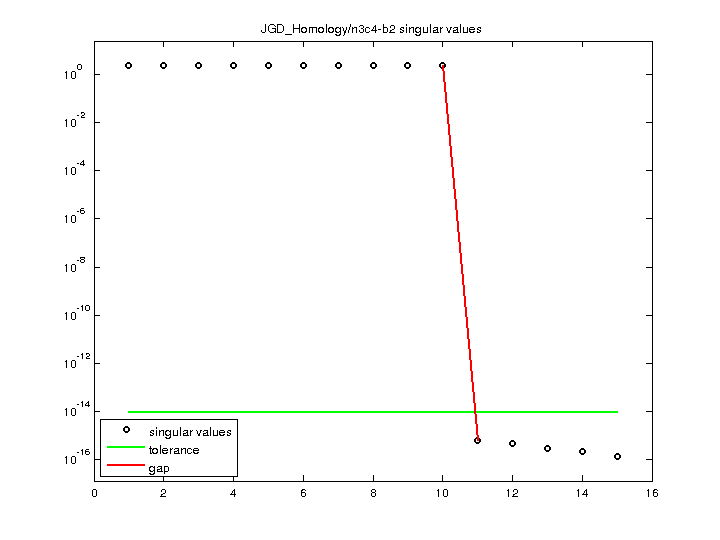 JGD_Homology/n3c4-b2 singular values
10^0
10^-2
10^-4
10^-6
10^-8
10^-10
10^-12
10^-14
10^-16
singular values
tolerance
gap
0 2 4 6 8 10 12 14 16